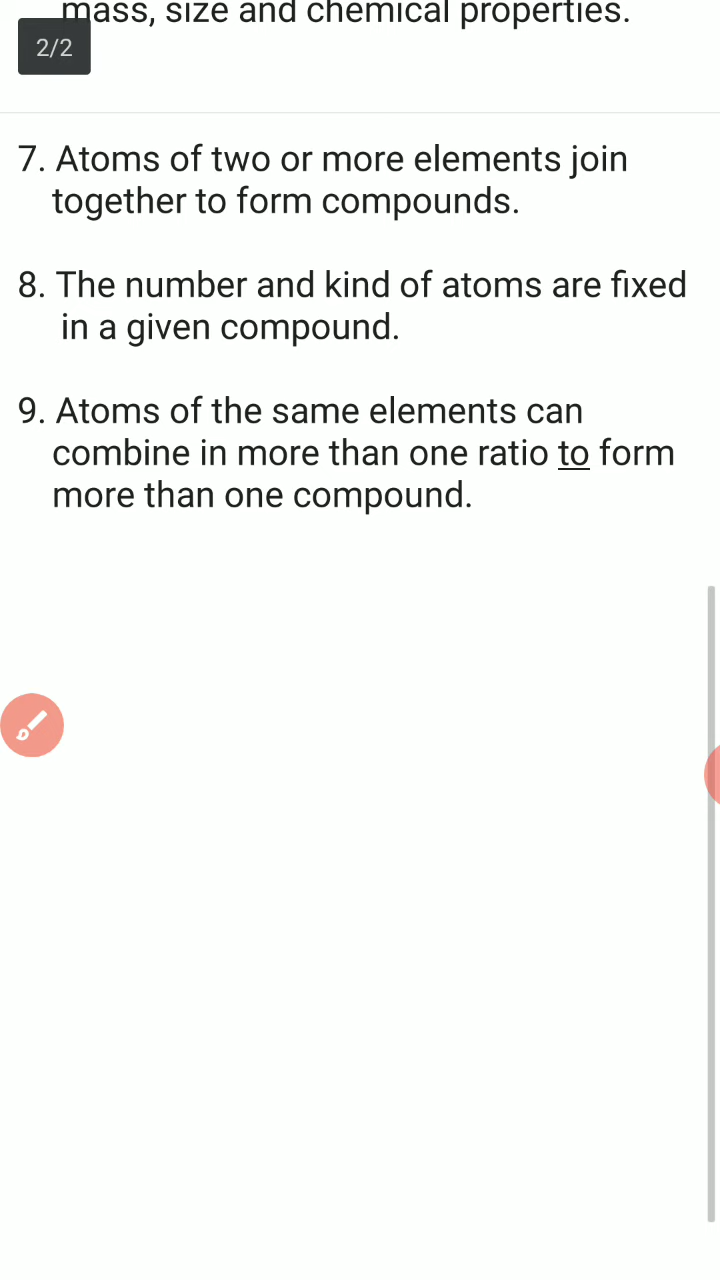 mass, size and chemical properties.
2/2
7. Atoms of two or more elements join
together to form compounds.
8. The number and kind of atoms are fixed
in a given compound.
9. Atoms of the same elements can
combine in more than one ratio to form
more than one compound.